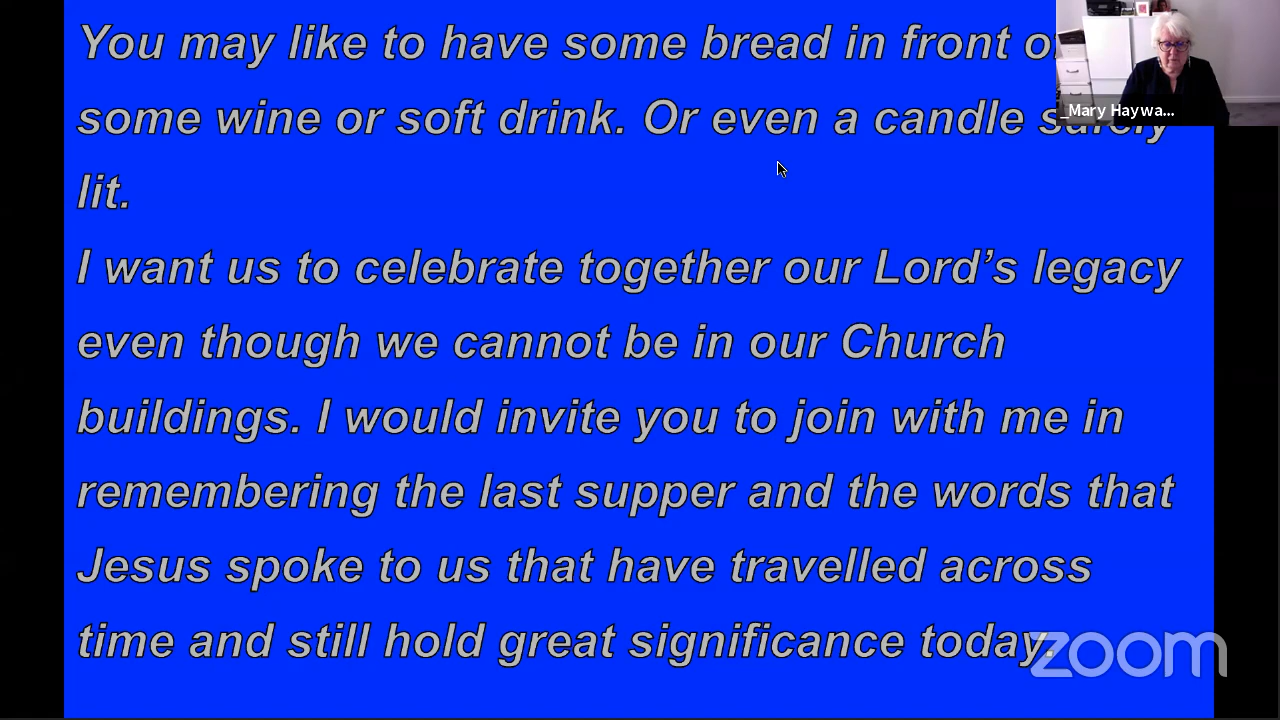 You may like to have some bread in front
some wine or soft drink. Or even a candle surely
lit.
I want us to celebrate together our Lord’s legacy
even though we cannot be in our Church
buildings. I would invite you to join with me in
remembering the last supper and the words that
Jesus spoke to us that have travelled across
time and still hold great significance today.
_Mary Haywa...
zoom